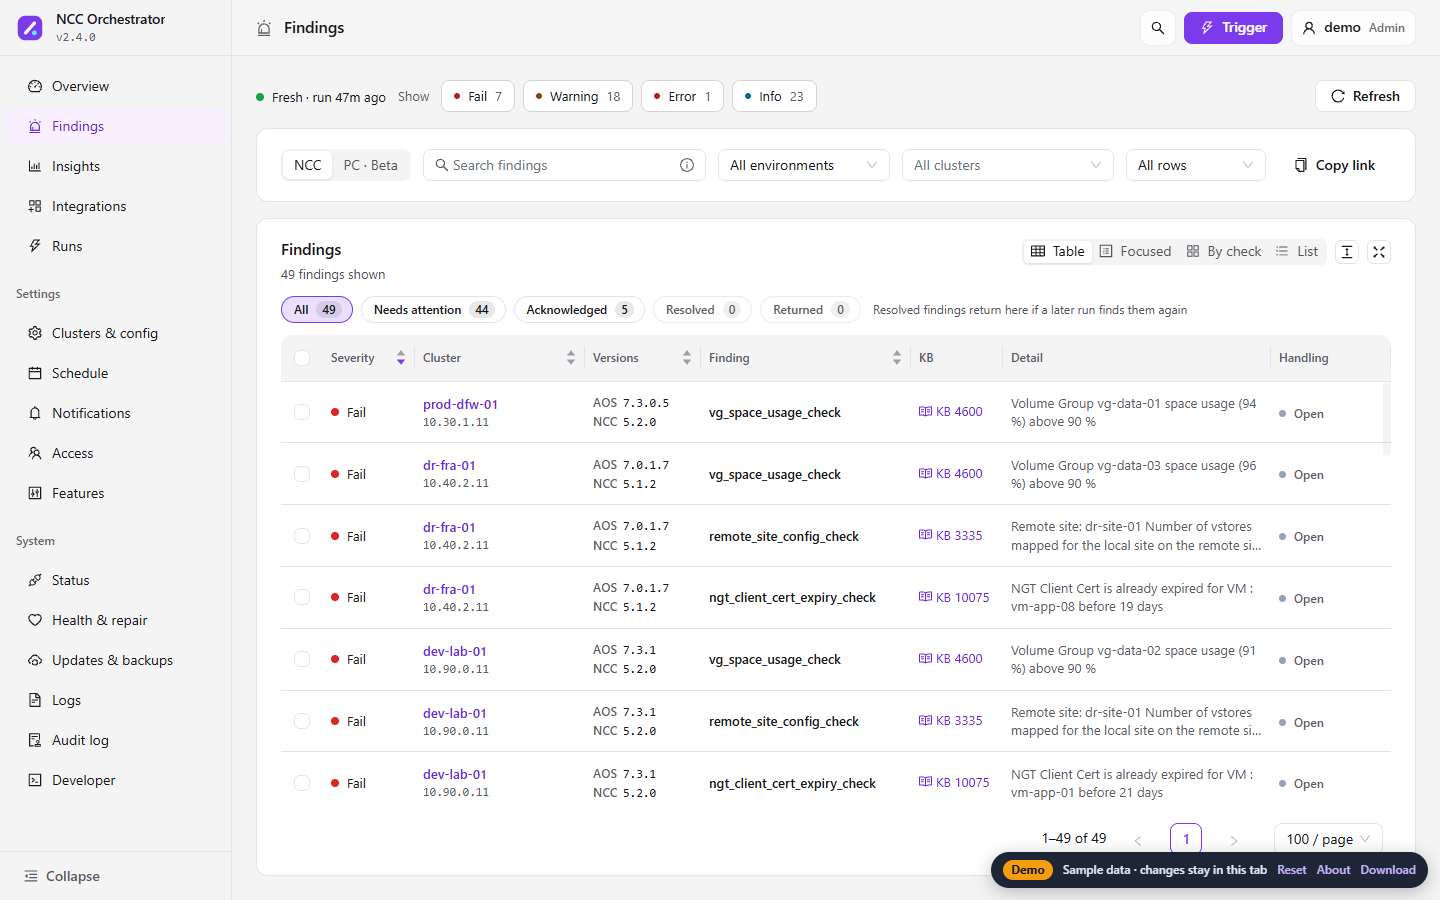 NCC Orchestrator
v2.4.0
Findings
Trigger
demo Admin
Overview
Findings
Insights
Integrations
Runs
Settings
Clusters & config
Schedule
Notifications
Access
Features
System
Status
Health & repair
Updates & backups
Logs
Audit log
Developer
Collapse
Fresh · run 47m ago Show Fail 7 Warning 18 Error 1 Info 23 Refresh
NCC PC · Beta Search findings All environments All clusters All rows Copy link
Findings
49 findings shown
Table Focused By check List
All 49 Needs attention 44 Acknowledged 5 Resolved 0 Returned 0 Resolved findings return here if a later run finds them again
Severity Cluster Versions Finding KB Detail Handling
Fail prod-dfw-01 10.30.1.11 AOS 7.3.0.5 NCC 5.2.0 vg_space_usage_check KB 4600 Volume Group vg-data-01 space usage (94 %) above 90 % Open
Fail dr-fra-01 10.40.2.11 AOS 7.0.1.7 NCC 5.1.2 vg_space_usage_check KB 4600 Volume Group vg-data-03 space usage (96 %) above 90 % Open
Fail dr-fra-01 10.40.2.11 AOS 7.0.1.7 NCC 5.1.2 remote_site_config_check KB 3335 Remote site: dr-site-01 Number of vstores mapped for the local site on the remote si... Open
Fail dr-fra-01 10.40.2.11 AOS 7.0.1.7 NCC 5.1.2 ngt_client_cert_expiry_check KB 10075 NGT Client Cert is already expired for VM : vm-app-08 before 19 days Open
Fail dev-lab-01 10.90.0.11 AOS 7.3.1 NCC 5.2.0 vg_space_usage_check KB 4600 Volume Group vg-data-02 space usage (91 %) above 90 % Open
Fail dev-lab-01 10.90.0.11 AOS 7.3.1 NCC 5.2.0 remote_site_config_check KB 3335 Remote site: dr-site-01 Number of vstores mapped for the local site on the remote si... Open
Fail dev-lab-01 10.90.0.11 AOS 7.3.1 NCC 5.2.0 ngt_client_cert_expiry_check KB 10075 NGT Client Cert is already expired for VM : vm-app-01 before 21 days Open
1–49 of 49 1 100 / page
Demo Sample data · changes stay in this tab Reset About Download